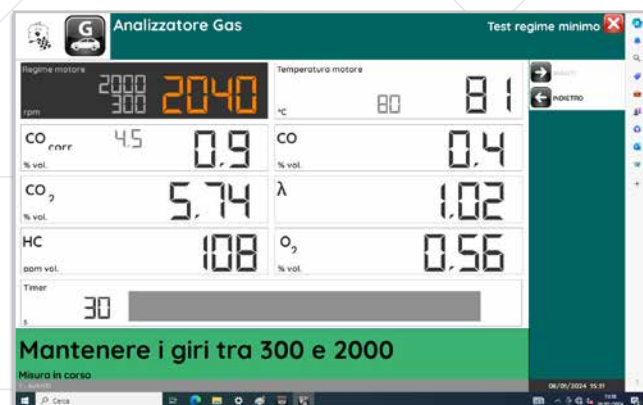 G
Analizzatore Gas
Test regime minimo
Regime motore
2000
300
2040
rpm
Temperatura motore
80
81
°C
CO corr
4.5
0.9
% vol.
CO
0.4
% vol.
CO2
5.74
% vol.
λ
1.02
HC
108
ppm vol.
O2
0.56
% vol.
Timer
30
s
INDIETRO
Mantenere i giri tra 300 e 2000
Misura in corso
08/01/2024 15:31
Cerca